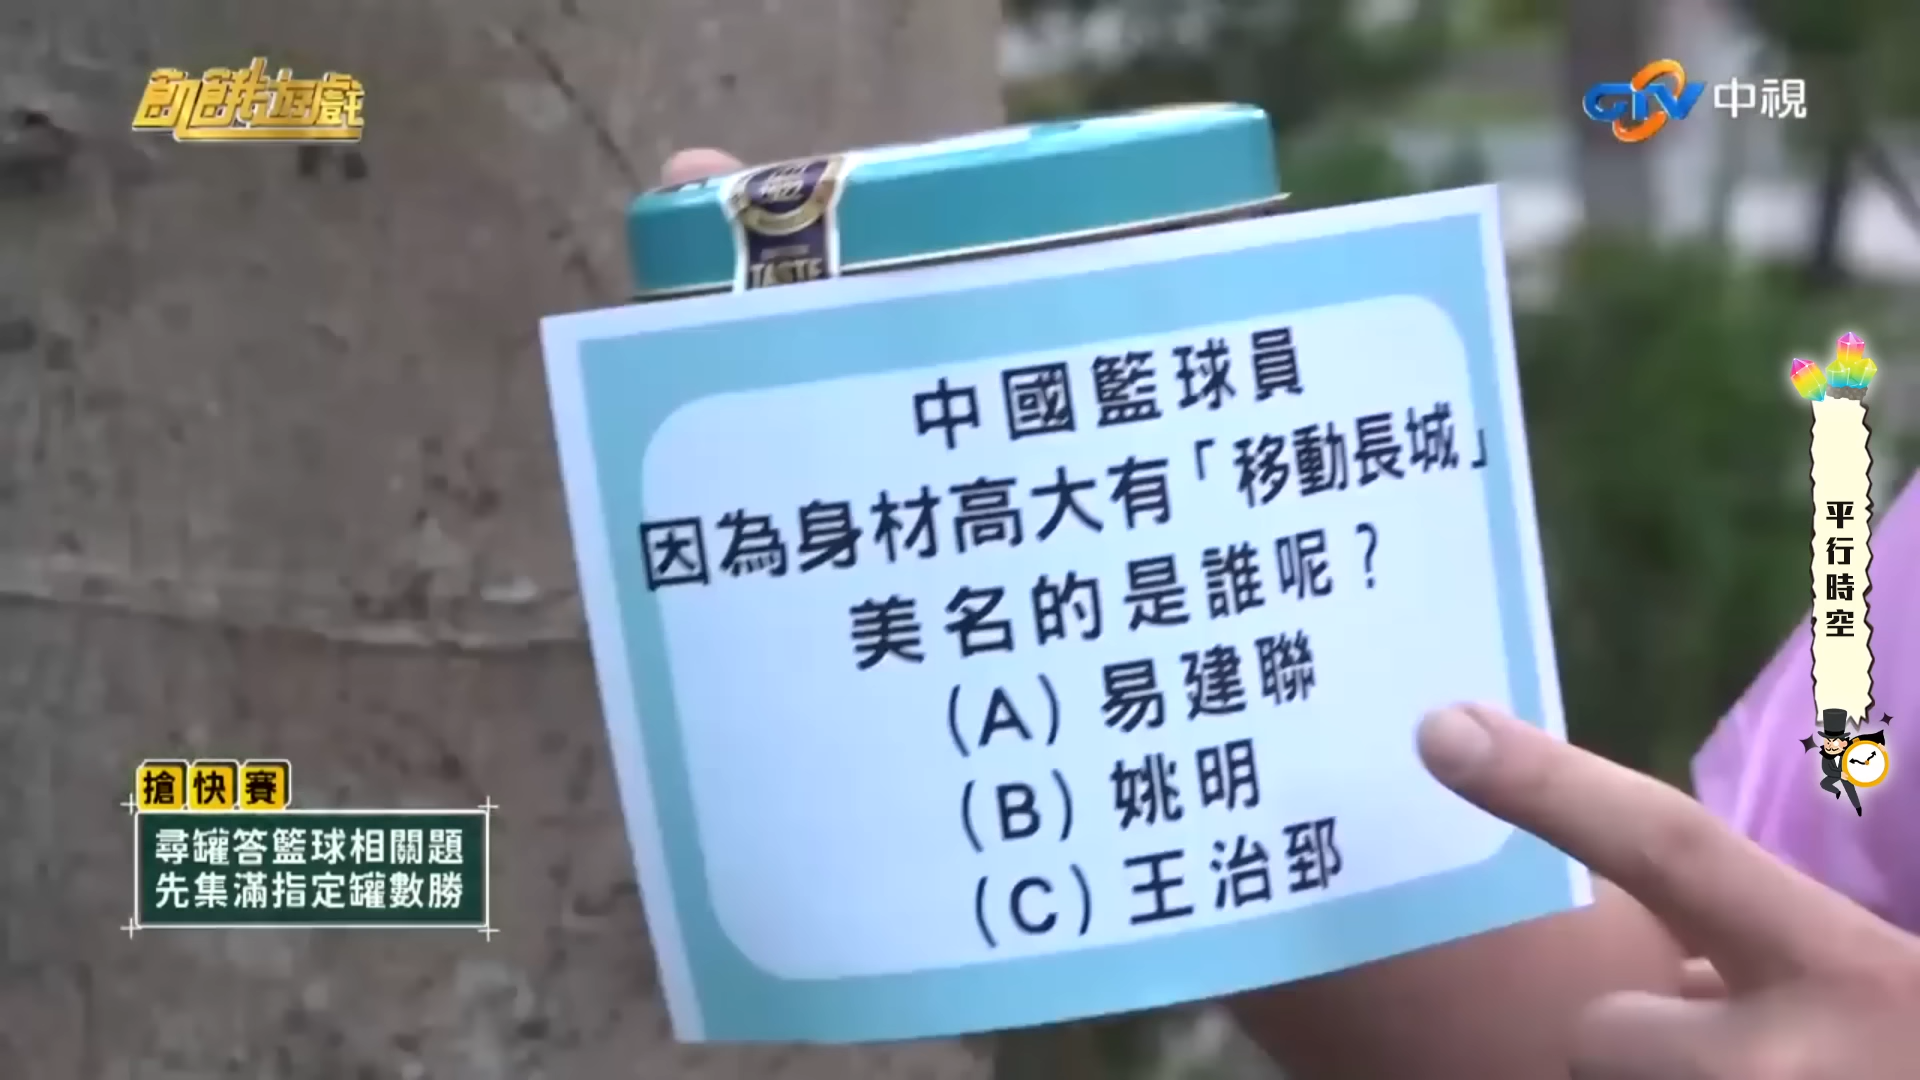 飢餓遊戲
CTV 中視
TASTE
中國籃球員
因為身材高大有「移動長城」
美名的是誰呢？
(A) 易建聯
(B) 姚明
(C) 王治郅
平行時空
搶快賽
尋罐答籃球相關題
先集滿指定罐數勝